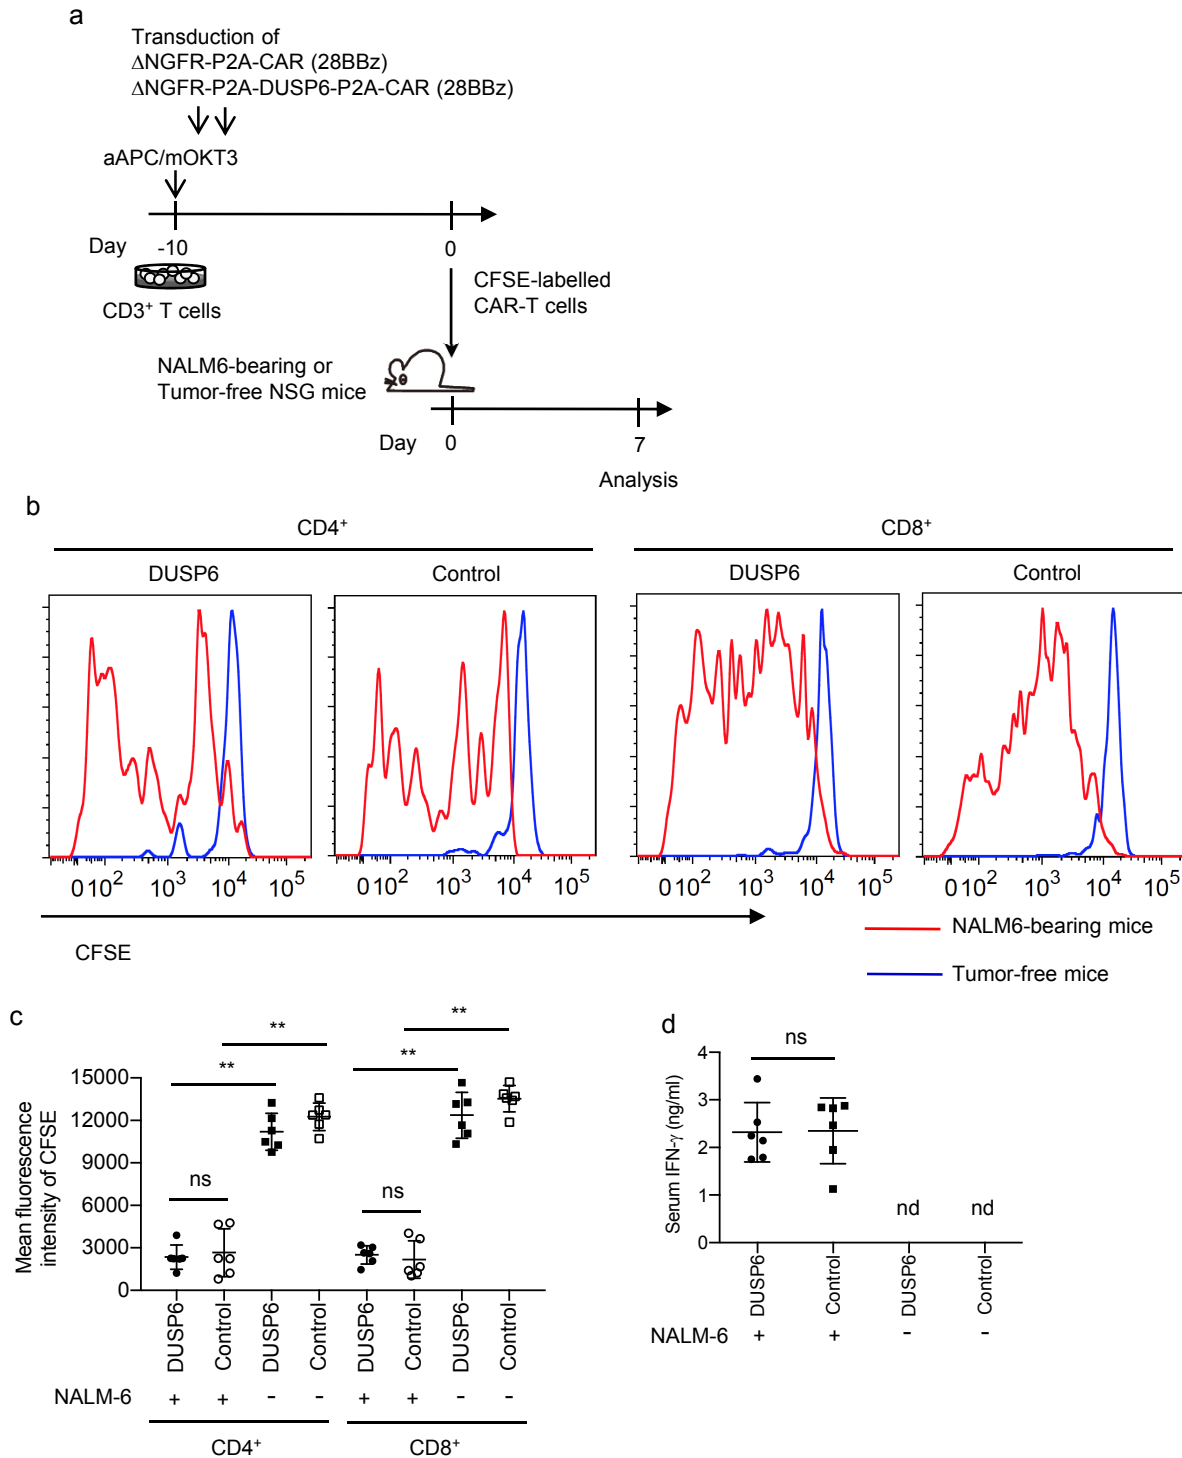 a
Transduction of
ΔNGFR-P2A-CAR (28BBz)
ΔNGFR-P2A-DUSP6-P2A-CAR (28BBz)
aAPC/mOKT3
Day -10 0
CD3⁺ T cells
CFSE-labelled
CAR-T cells
NALM6-bearing or
Tumor-free NSG mice
Day 0 7
Analysis
b
CD4⁺ CD8⁺
DUSP6 Control DUSP6 Control
0 10² 10³ 10⁴ 10⁵ 0 10² 10³ 10⁴ 10⁵ 0 10² 10³ 10⁴ 10⁵ 0 10² 10³ 10⁴ 10⁵
CFSE
NALM6-bearing mice
Tumor-free mice
c
Mean fluorescence
intensity of CFSE
15000
12000
9000
6000
3000
0
** ** ** **
ns ns
DUSP6 Control DUSP6 Control DUSP6 Control DUSP6 Control
NALM-6 + + - - + + - -
CD4⁺ CD8⁺
d
Serum IFN-γ (ng/ml)
4
3
2
1
0
ns
nd nd
DUSP6 Control DUSP6 Control
NALM-6 + + - -